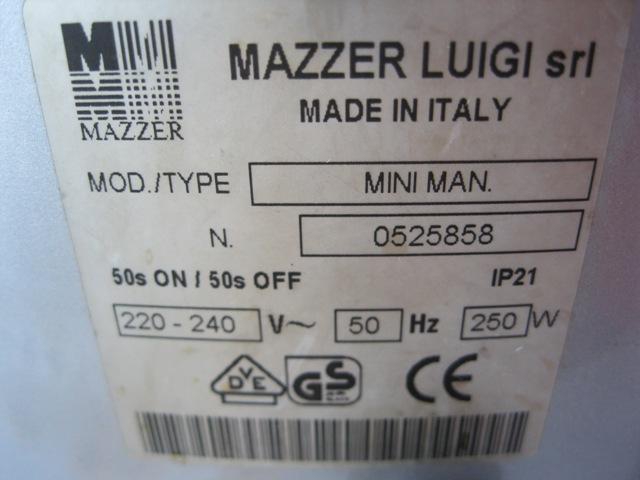 MAZZER
MAZZER LUIGI srl
MADE IN ITALY
MOD./TYPE MINI MAN.
N. 0525858
50s ON / 50s OFF IP21
220 - 240 V~ 50 Hz 250 W
DVE GS CE